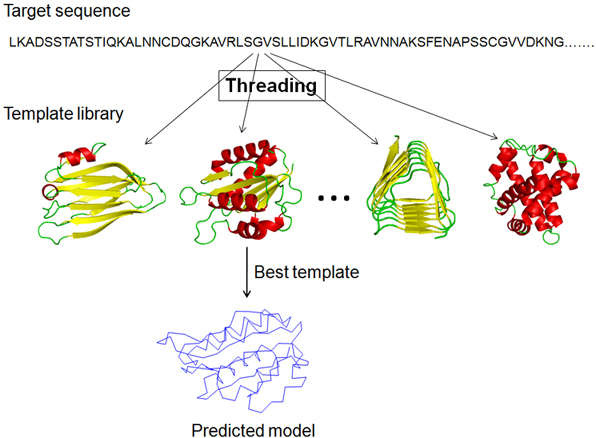 Target sequence
LKADSSTATSTIQKALNNCDQGKAVRLSGVSLLIDKGVTLRAVNNAKSFENAPSSCGVVDKNG.......
Threading
Template library
Best template
Predicted model